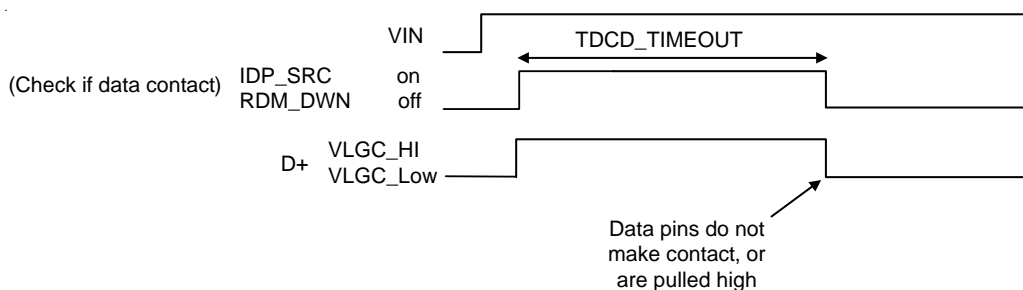 VIN
TDCD_TIMEOUT
(Check if data contact)
IDP_SRC on
RDM_DWN off
D+
VLGC_HI
VLGC_Low
Data pins do not
make contact, or
are pulled high